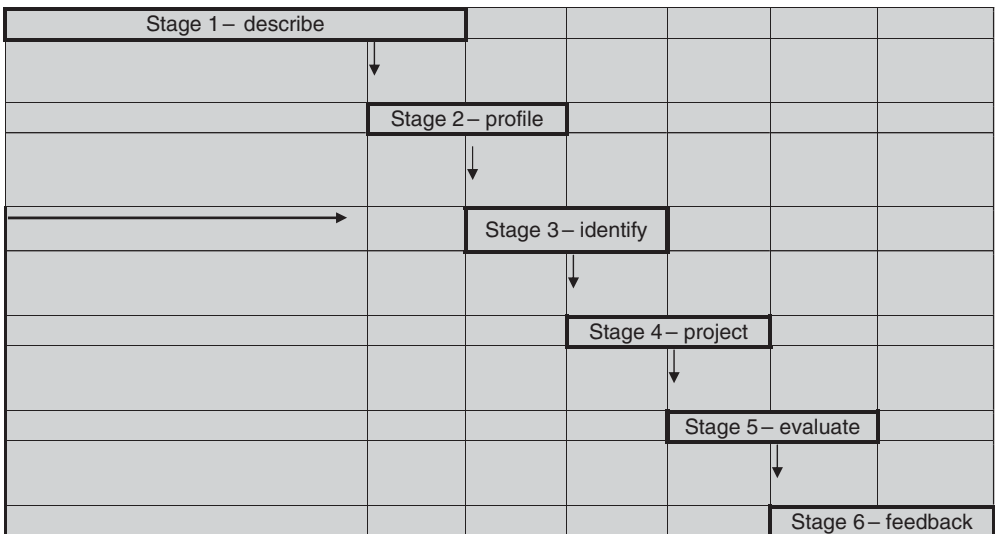 Stage 1– describe
Stage 2– profile
Stage 3– identify
Stage 4– project
Stage 5– evaluate
Stage 6– feedback